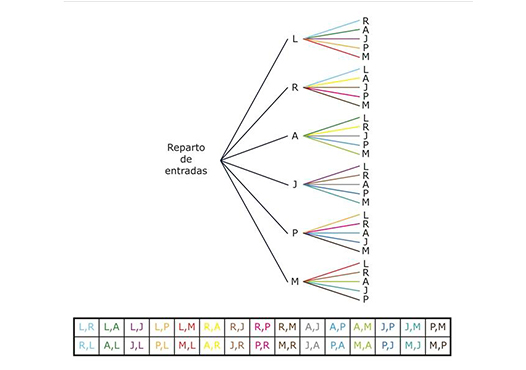 Reparto
de
entradas
L
R
A
J
P
M
R
L
A
J
P
M
A
L
R
J
P
M
J
L
R
A
P
M
P
L
R
A
J
M
M
L
R
A
J
P
L,R L,A L,J L,P L,M R,A R,J R,P R,M A,J A,P A,M J,P J,M P,M
R,L A,L J,L P,L M,L A,R J,R P,R M,R J,A P,A M,A P,J M,J M,P